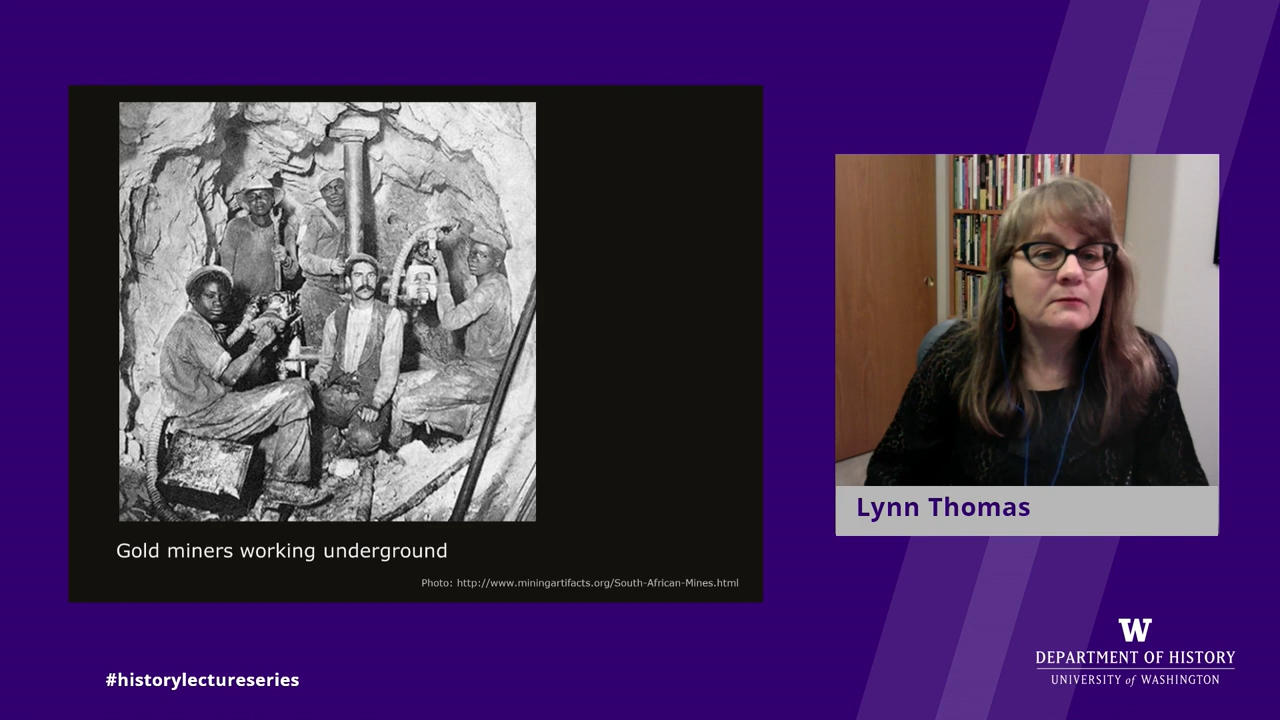 Gold miners working underground
Photo: http://www.miningartifacts.org/South-African-Mines.html
Lynn Thomas
#historylectureseries
W
DEPARTMENT OF HISTORY
UNIVERSITY of WASHINGTON